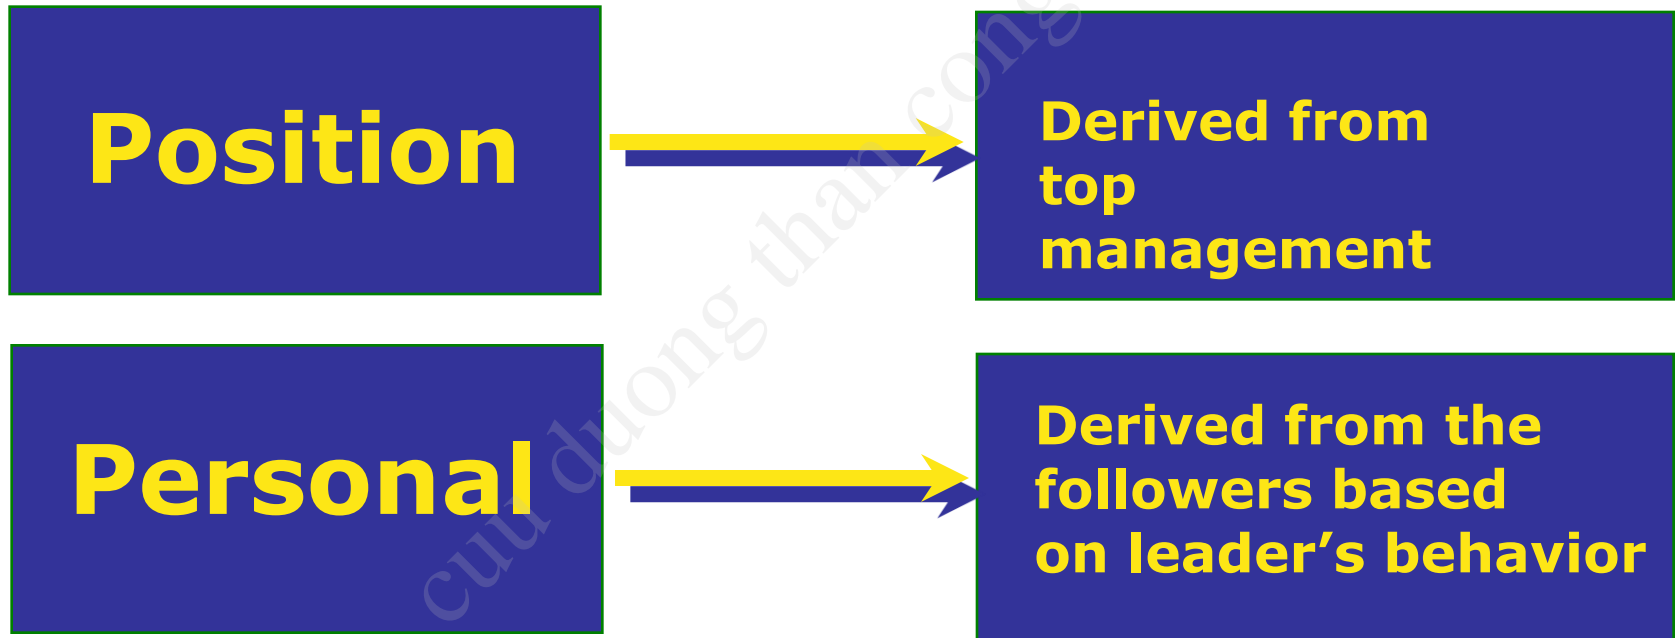 Position
Derived from
top
management
Personal
Derived from the
followers based
on leader’s behavior
cuu duong than cong